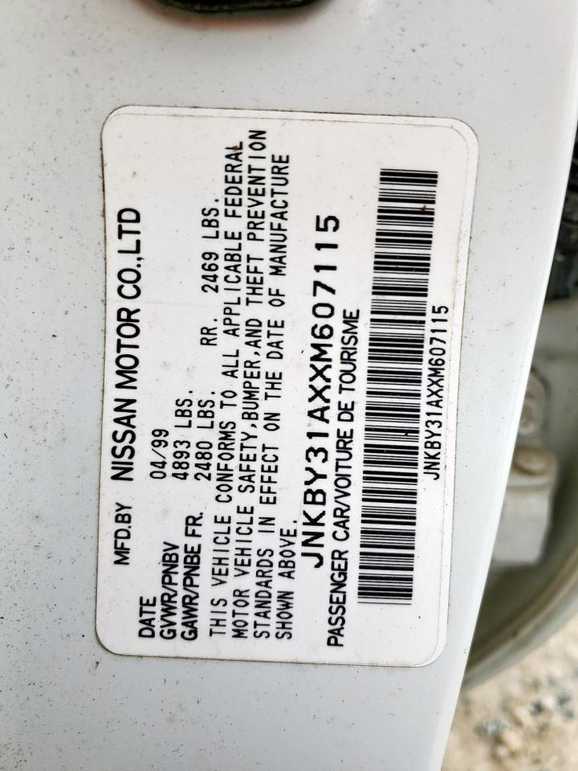 MFD.BY NISSAN MOTOR CO.,LTD
DATE 04/99
GVWR/PNBV 4893 LBS.
GAWR/PNBE FR. 2480 LBS. RR. 2469 LBS.
THIS VEHICLE CONFORMS TO ALL APPLICABLE FEDERAL
MOTOR VEHICLE SAFETY,BUMPER,AND THEFT PREVENTION
STANDARDS IN EFFECT ON THE DATE OF MANUFACTURE
SHOWN ABOVE.
JNKBY31AXXM607115
PASSENGER CAR/VOITURE DE TOURISME
JNKBY31AXXM607115